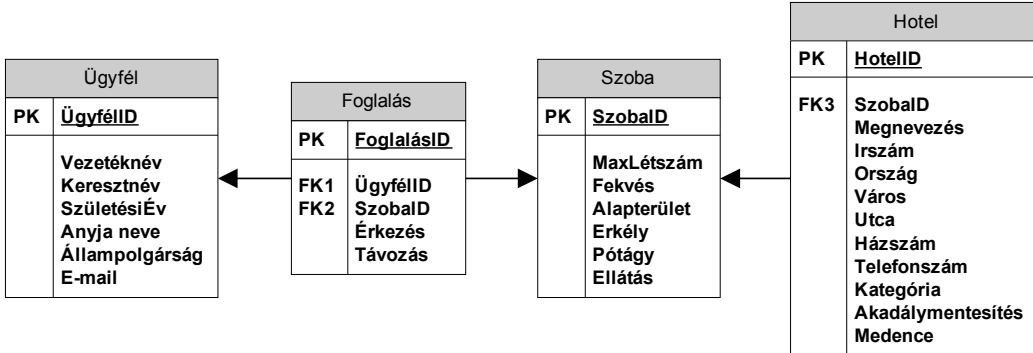 Ügyfél
PK ÜgyfélID
Vezetéknév
Keresztnév
SzületésiÉv
Anyja neve
Állampolgárság
E-mail
Foglalás
PK FoglalásID
FK1 ÜgyfélID
FK2 SzobaID
Érkezés
Távozás
Szoba
PK SzobaID
MaxLétszám
Fekvés
Alapterület
Erkély
Pótágy
Ellátás
Hotel
PK HotelID
FK3 SzobaID
Megnevezés
Irszám
Ország
Város
Utca
Házszám
Telefonszám
Kategória
Akadálymentesítés
Medence